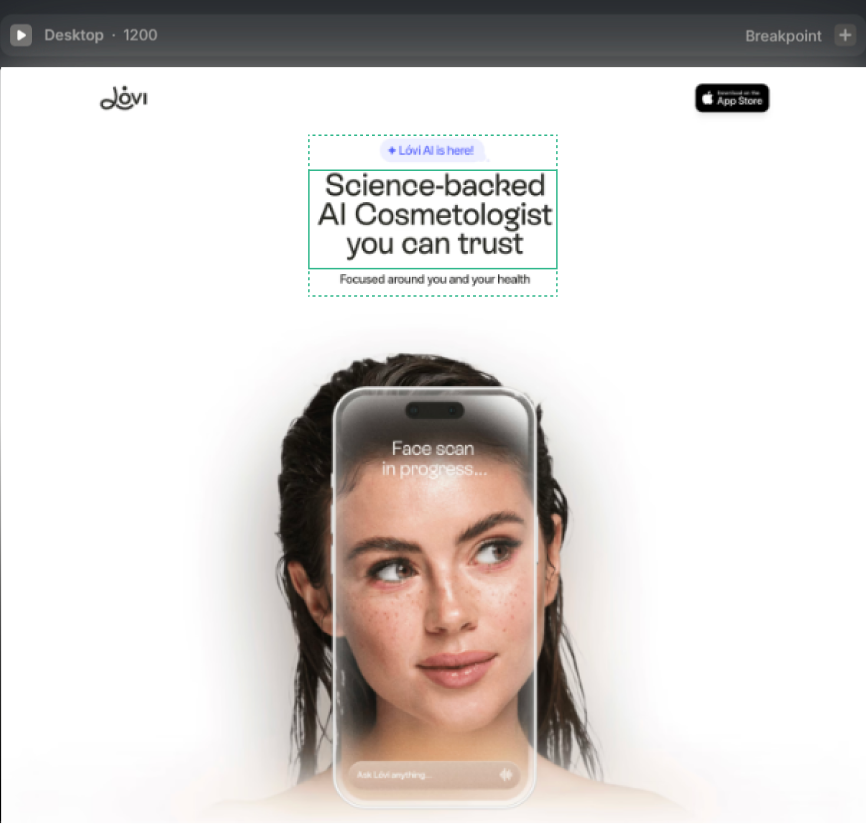 Desktop · 1200
Breakpoint +
Lóvi
Download on the
App Store
Lóvi AI is here!
Science-backed
AI Cosmetologist
you can trust
Focused around you and your health
Face scan
in progress...
Ask Lóvi anything...